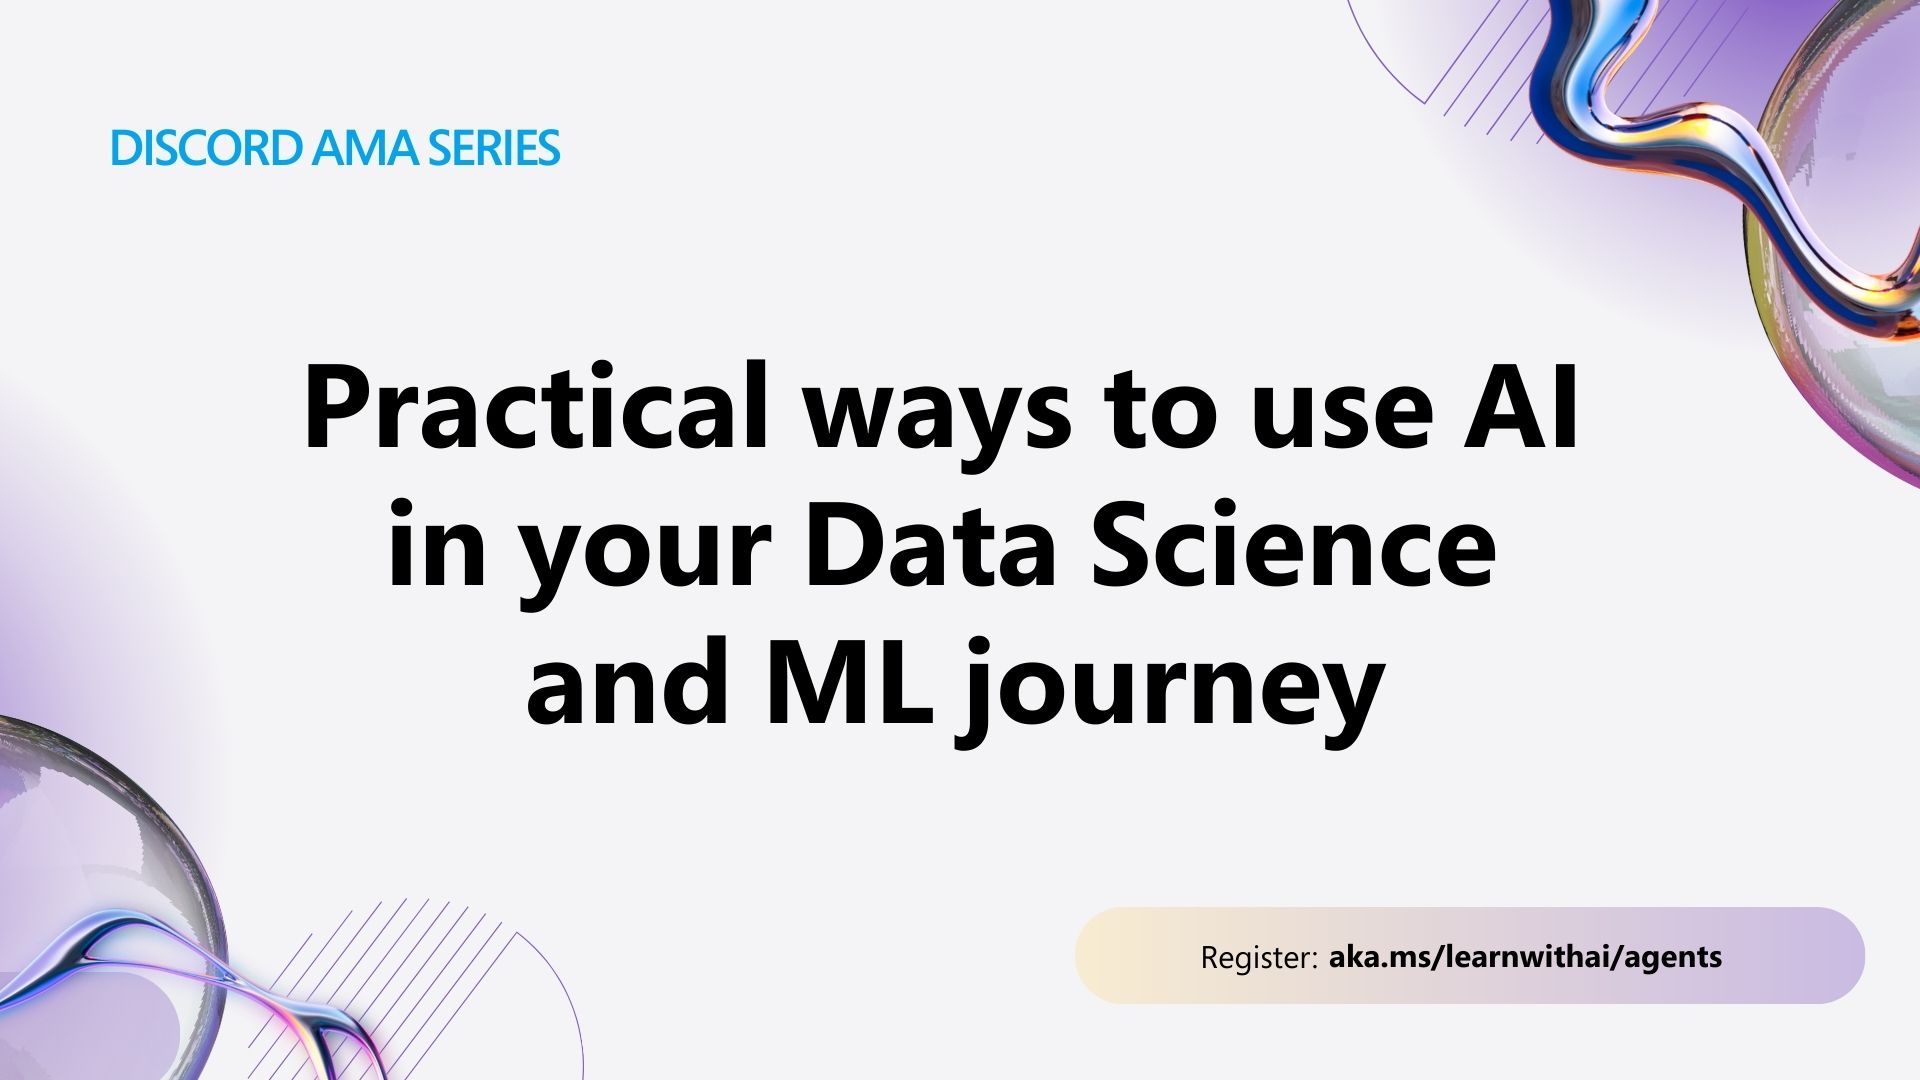 DISCORD AMA SERIES
Practical ways to use AI
in your Data Science
and ML journey
Register: aka.ms/learnwithai/agents